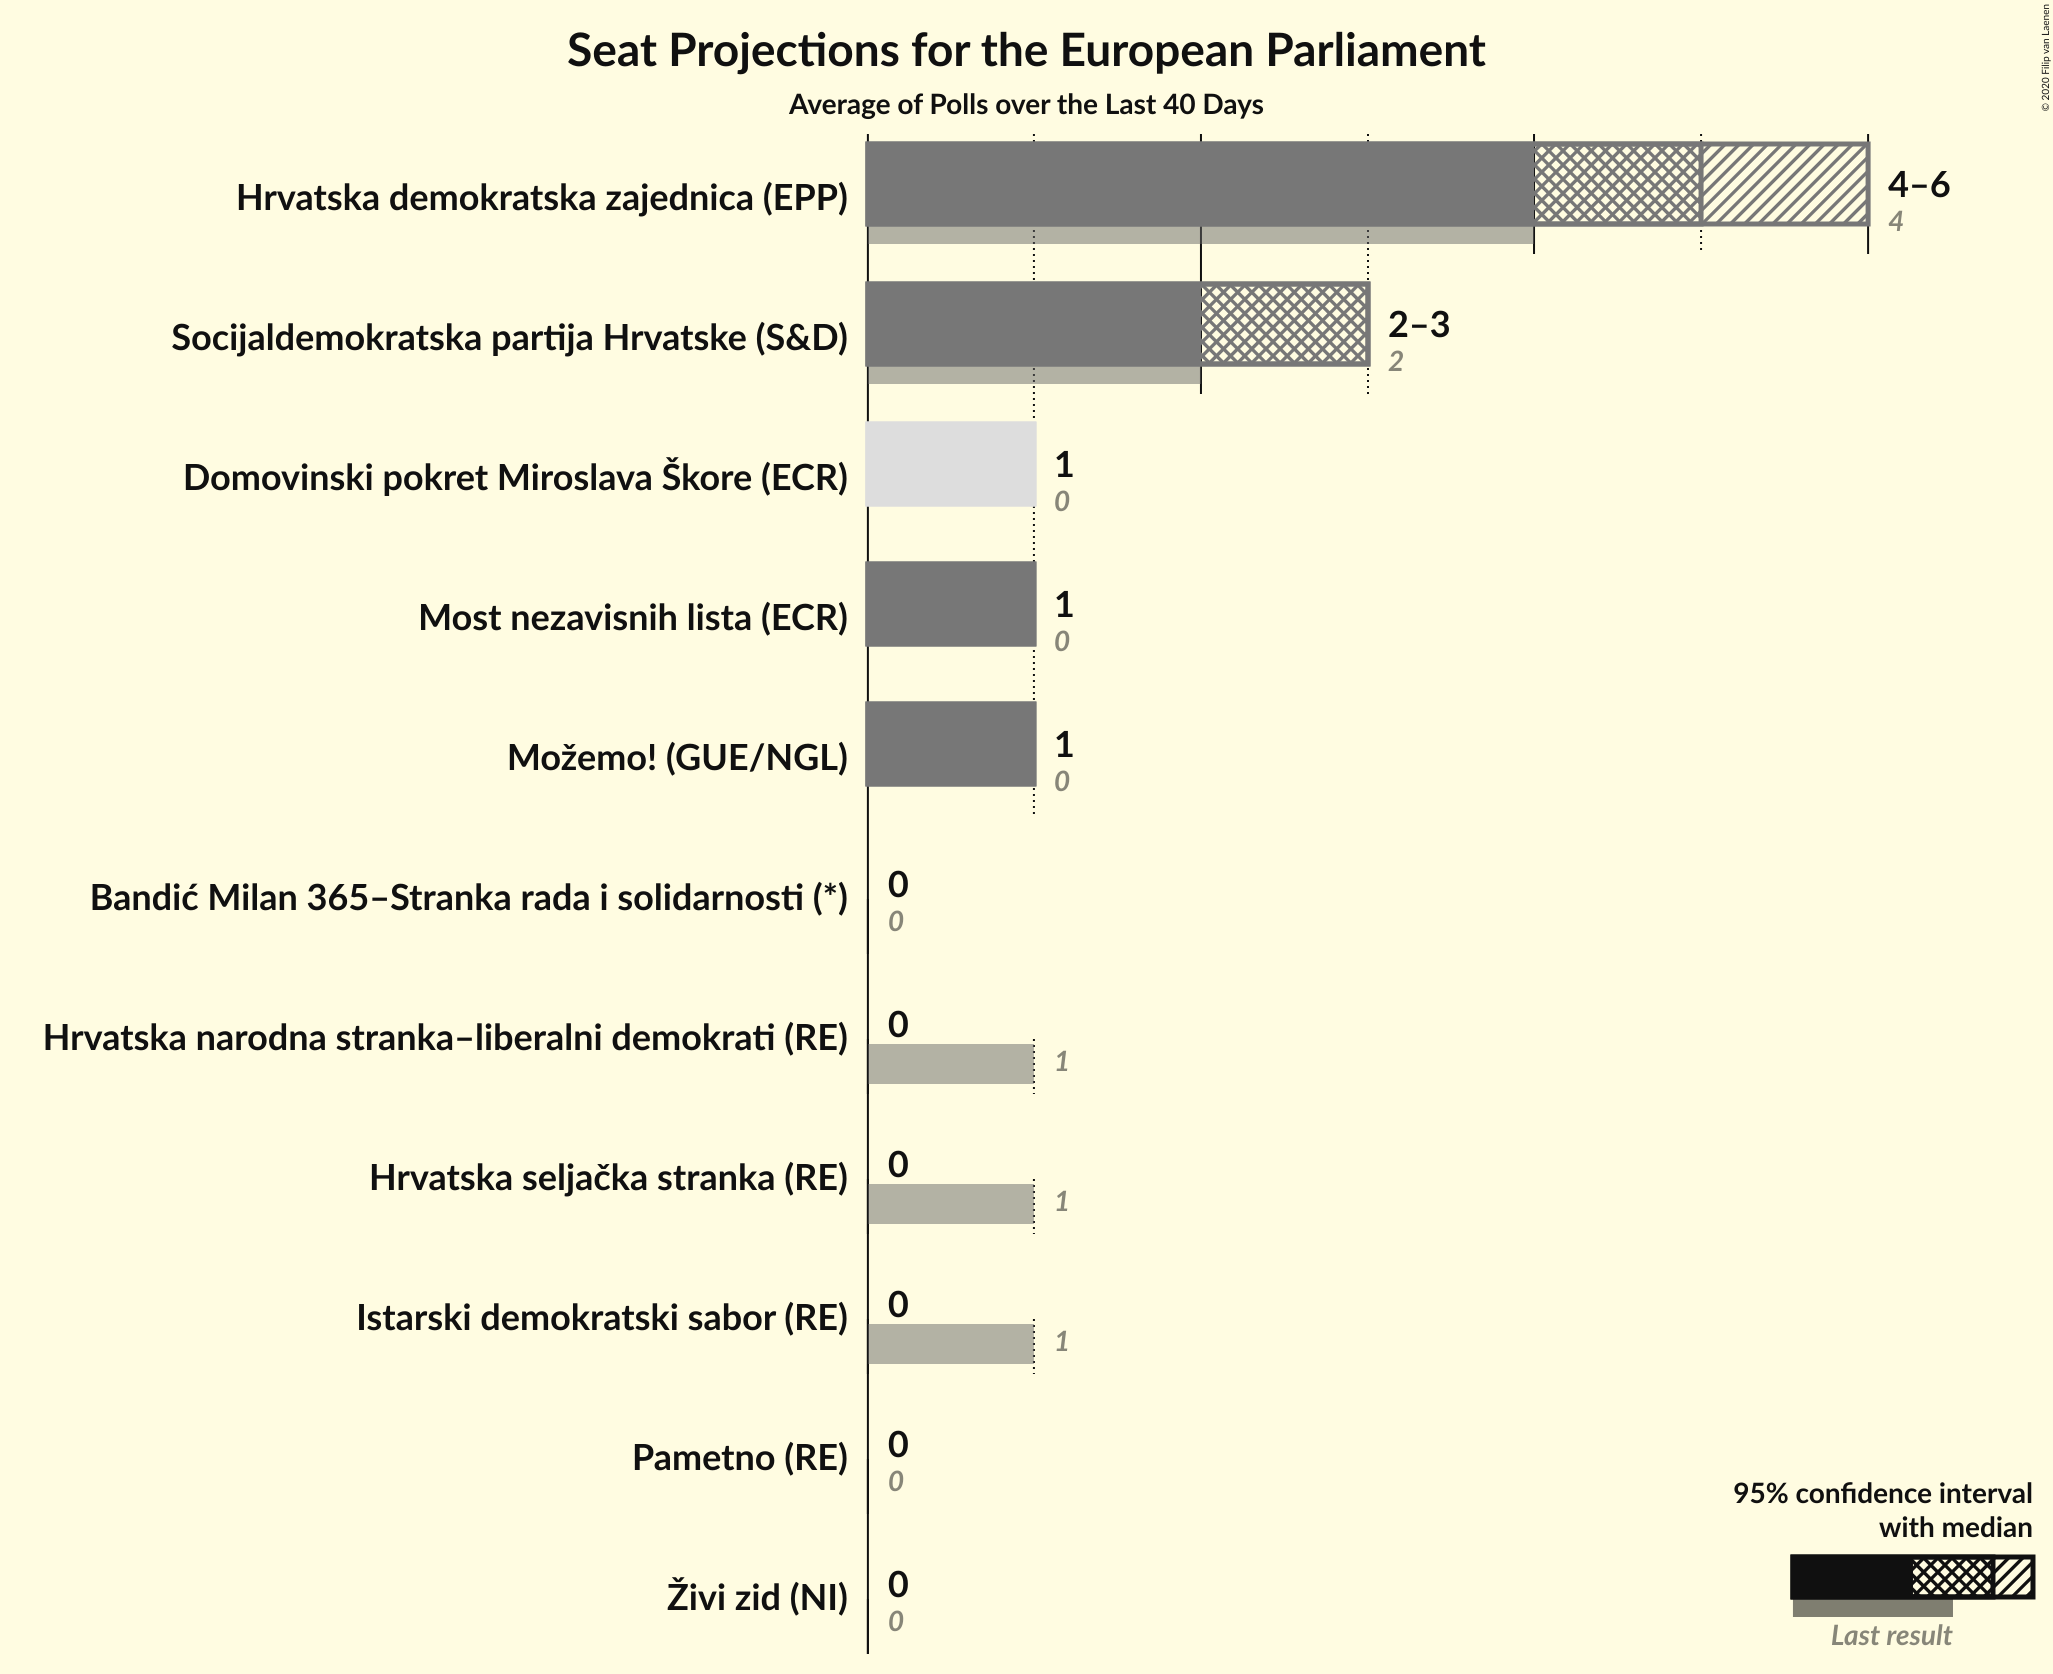 Seat Projections for the European Parliament
Average of Polls over the Last 40 Days
© 2020 Filip van Laenen
Hrvatska demokratska zajednica (EPP)
4–6
4
Socijaldemokratska partija Hrvatske (S&D)
2–3
2
Domovinski pokret Miroslava Škore (ECR)
1
0
Most nezavisnih lista (ECR)
1
0
Možemo! (GUE/NGL)
1
0
Bandić Milan 365–Stranka rada i solidarnosti (*)
0
0
Hrvatska narodna stranka–liberalni demokrati (RE)
0
1
Hrvatska seljačka stranka (RE)
0
1
Istarski demokratski sabor (RE)
0
1
Pametno (RE)
0
0
Živi zid (NI)
0
0
95% confidence interval
with median
Last result